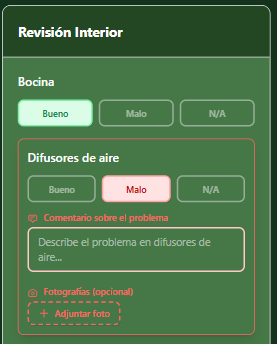 Revisión Interior
Bocina
Bueno Malo N/A
Difusores de aire
Bueno Malo N/A
Comentario sobre el problema
Describe el problema en difusores de
aire...
Fotografías (opcional)
+ Adjuntar foto